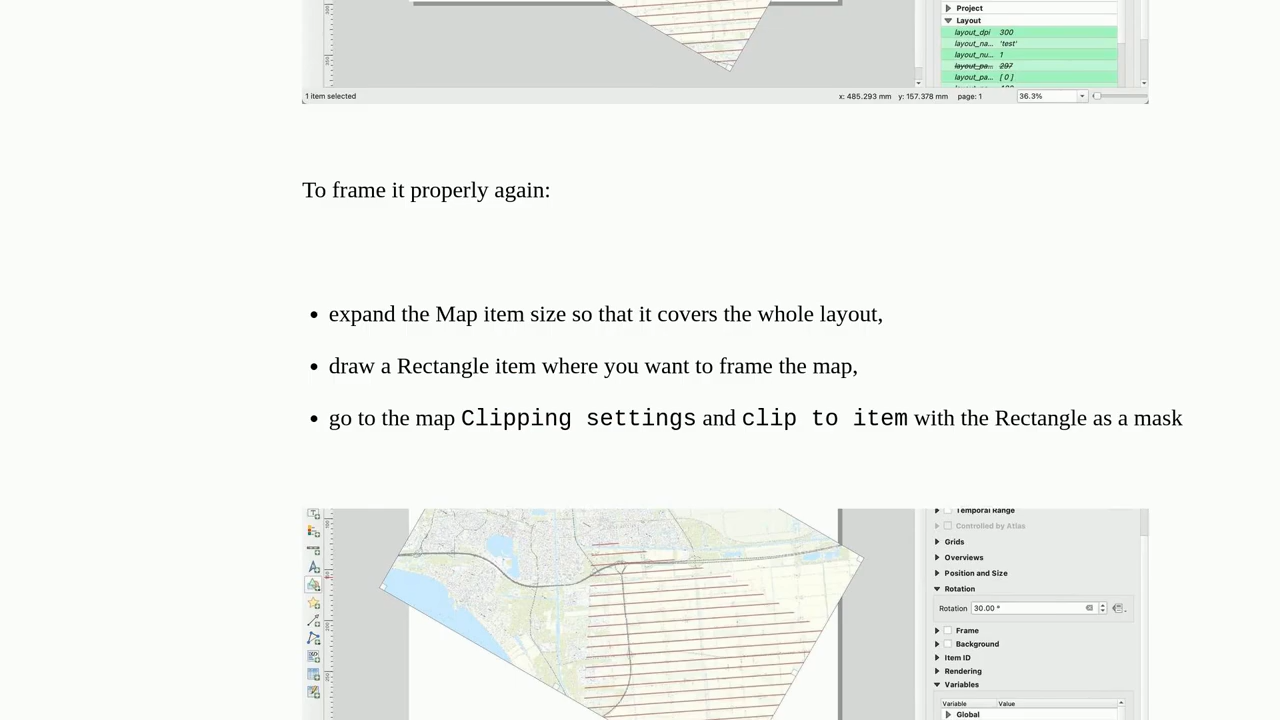 Project
Layout
layout_dpi 300
layout_na... 'test'
layout_nu... 1
layout_pa... 297
layout_pa... [ 0 ]
1 item selected x: 485.293 mm y: 157.378 mm page: 1 36.3%
To frame it properly again:
• expand the Map item size so that it covers the whole layout,
• draw a Rectangle item where you want to frame the map,
• go to the map Clipping settings and clip to item with the Rectangle as a mask
Temporal Range
Controlled by Atlas
Grids
Overviews
Position and Size
Rotation
Rotation 30.00 °
Frame
Background
Item ID
Rendering
Variables
Variable Value
Global